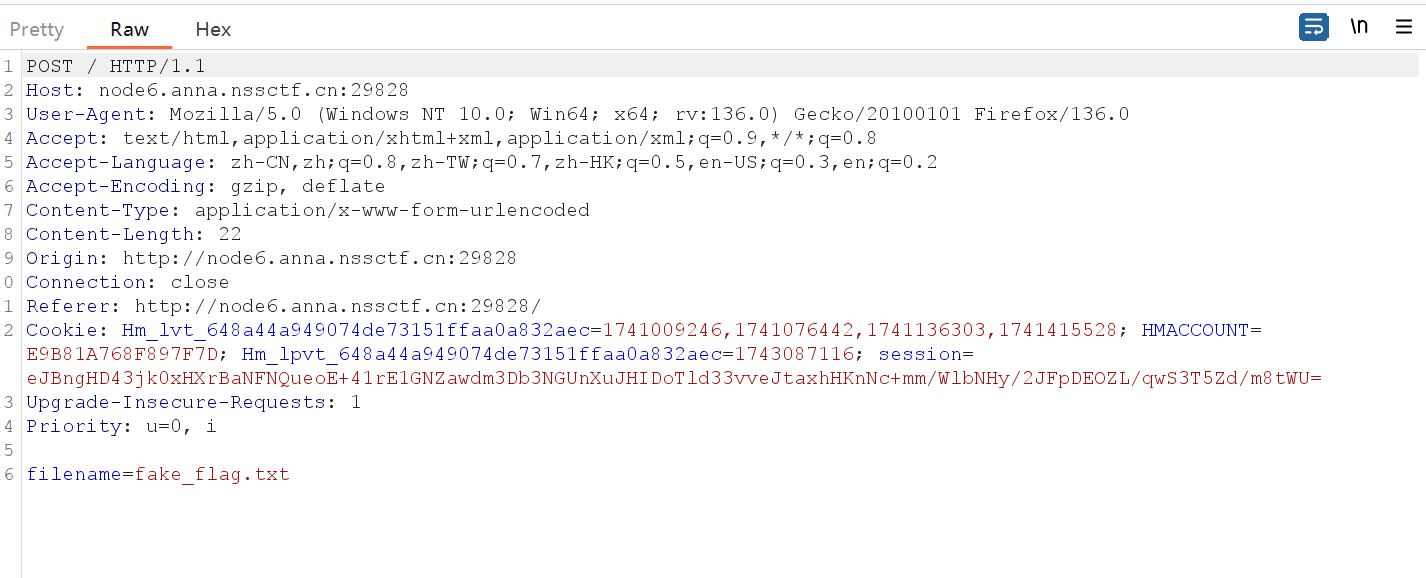 Pretty Raw Hex \n
1 POST / HTTP/1.1
2 Host: node6.anna.nssctf.cn:29828
3 User-Agent: Mozilla/5.0 (Windows NT 10.0; Win64; x64; rv:136.0) Gecko/20100101 Firefox/136.0
4 Accept: text/html,application/xhtml+xml,application/xml;q=0.9,*/*;q=0.8
5 Accept-Language: zh-CN,zh;q=0.8,zh-TW;q=0.7,zh-HK;q=0.5,en-US;q=0.3,en;q=0.2
6 Accept-Encoding: gzip, deflate
7 Content-Type: application/x-www-form-urlencoded
8 Content-Length: 22
9 Origin: http://node6.anna.nssctf.cn:29828
0 Connection: close
1 Referer: http://node6.anna.nssctf.cn:29828/
2 Cookie: Hm_lvt_648a44a949074de73151ffaa0a832aec=1741009246,1741076442,1741136303,1741415528; HMACCOUNT=
E9B81A768F897F7D; Hm_lpvt_648a44a949074de73151ffaa0a832aec=1743087116; session=
eJBngHD43jk0xHXrBaNFNQueoE+41rE1GNZawdm3Db3NGUnXuJHIDoTld33vveJtaxhHKnNc+mm/WlbNHy/2JFpDEOZL/qwS3T5Zd/m8tWU=
3 Upgrade-Insecure-Requests: 1
4 Priority: u=0, i
5
6 filename=fake_flag.txt